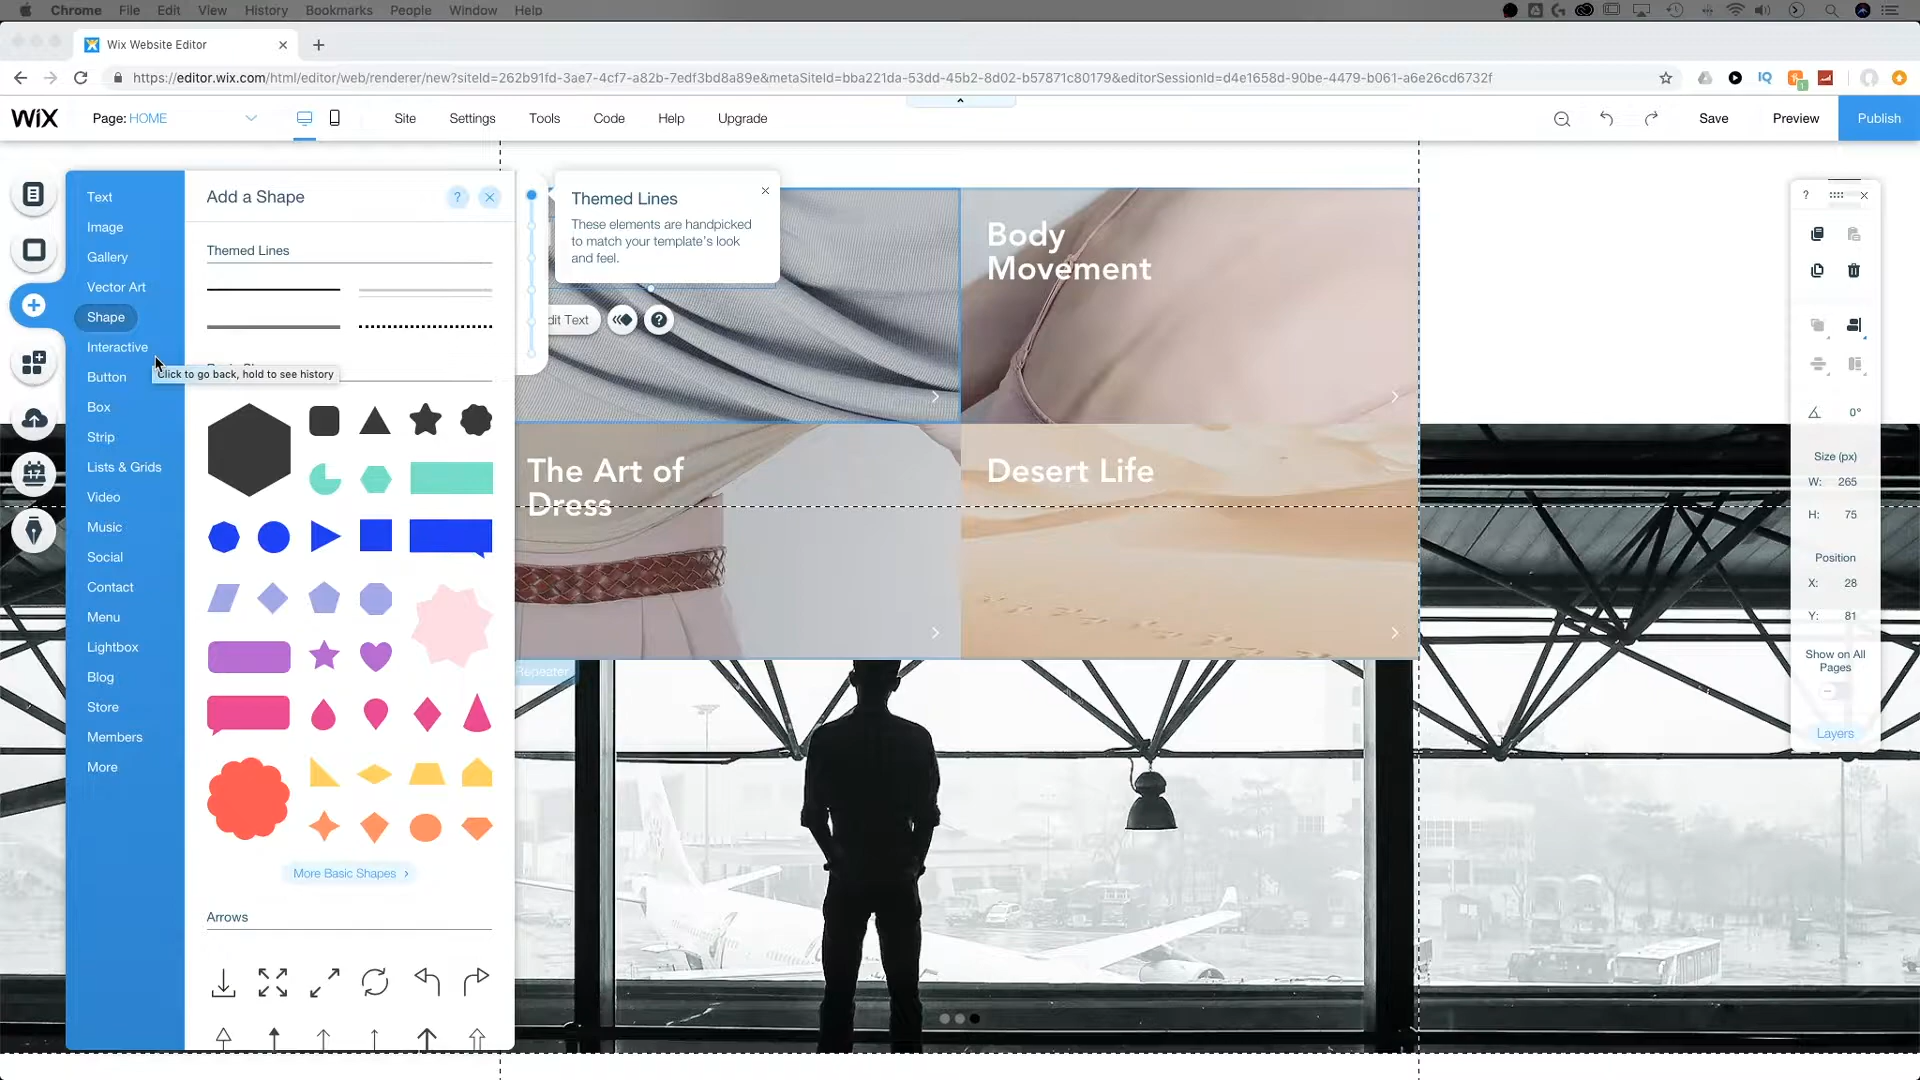 Chrome File Edit View History Bookmarks People Window Help
Wix Website Editor
https://editor.wix.com/html/editor/web/renderer/new?siteId=262b91fd-3ae7-4cf7-a82b-7edf3bd8a89e&metaSiteId=bba221da-53dd-45b2-8d02-b57871c80179&editorSessionId=d4e1658d-90be-4479-b061-a6e26cd6732f
IQ
1
WiX Page: HOME Site Settings Tools Code Help Upgrade Save Preview Publish
17
Text
Image
Gallery
Vector Art
Shape
Interactive
Button
Box
Strip
Lists & Grids
Video
Music
Social
Contact
Menu
Lightbox
Blog
Store
Members
More
Add a Shape ?
Themed Lines
Click to go back, hold to see history
More Basic Shapes
Arrows
Themed Lines
These elements are handpicked
to match your template's look
and feel.
dit Text ?
Body
Movement
The Art of
Dress
Desert Life
Repeater
?
0°
Size (px)
W: 265
H: 75
Position
X: 28
Y: 81
Show on All
Pages
Layers